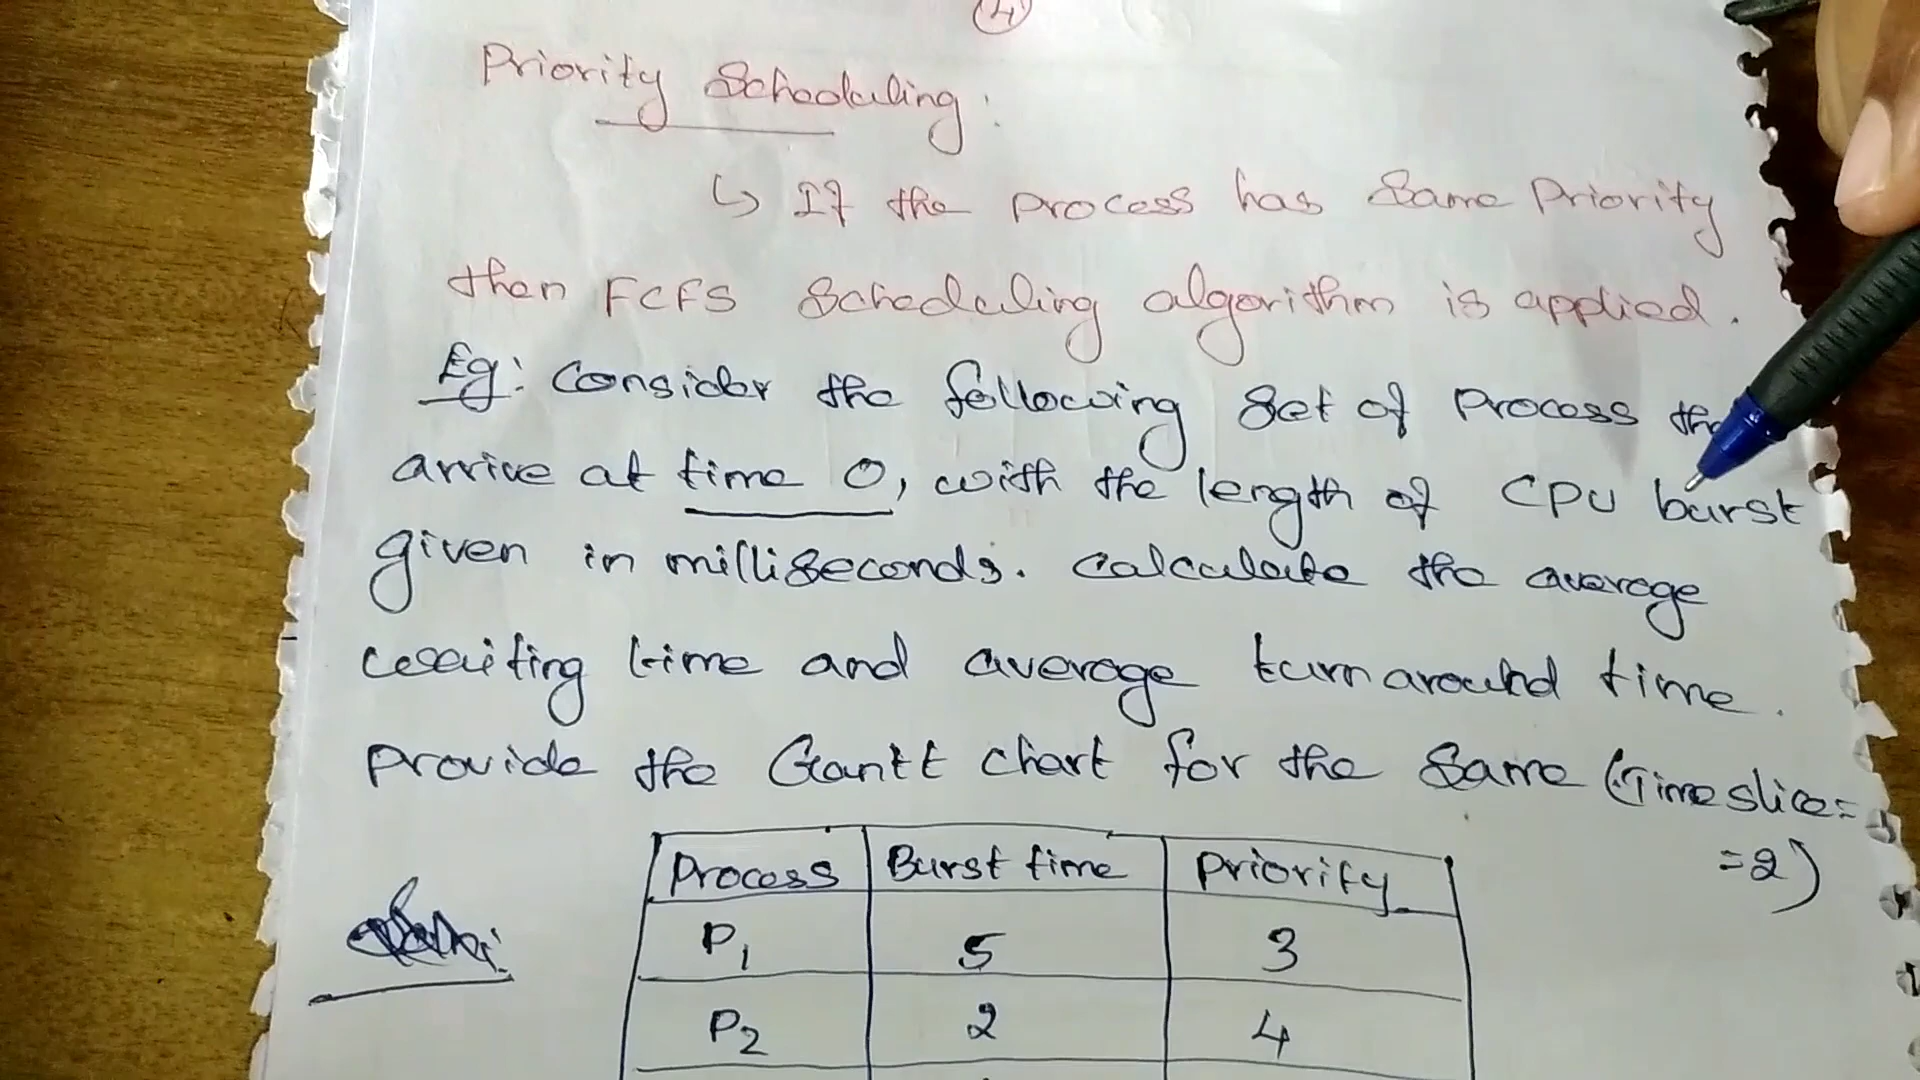 4
Priority Scheduling:
↳ If the process has same Priority
then FCFS Scheduling algorithm is applied.
Eg: Consider the following set of process
arrive at time 0, with the length of CPU burst
given in milliseconds. Calculate the average
waiting time and average turnaround time.
Provide the Gantt chart for the same (Time slice=
=2)
Process Burst time Priority
P1 5 3
P2 2 4